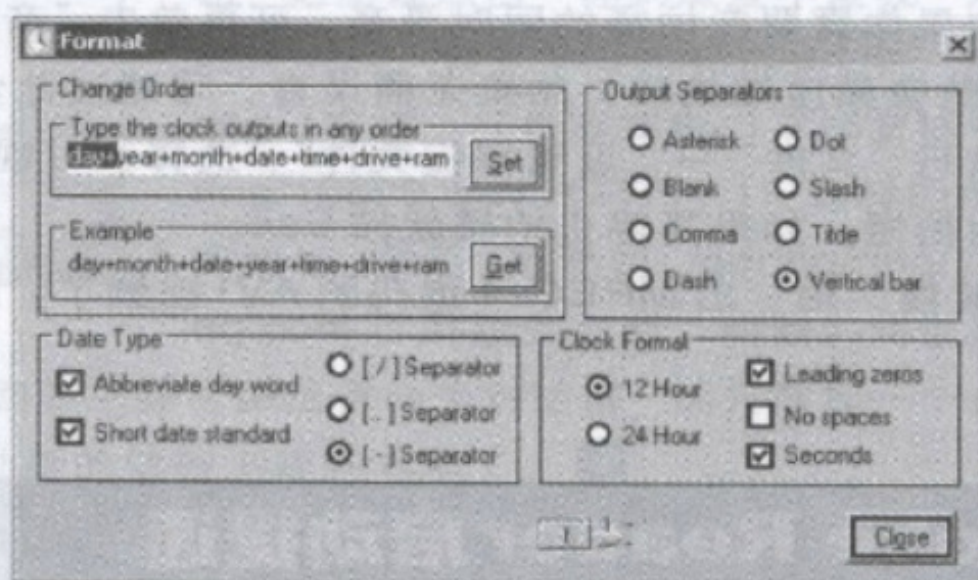 Format
Change Order
Type the clock outputs in any order
day+year+month+date+time+drive+ram
Set
Example
day+month+date+year+time+drive+ram
Get
Output Separators
Asterisk
Dot
Blank
Slash
Comma
Tilde
Dash
Vertical bar
Date Type
Abbreviate day word
Short date standard
[ / ] Separator
[ . ] Separator
[ - ] Separator
Clock Format
12 Hour
24 Hour
Leading zeros
No spaces
Seconds
Close